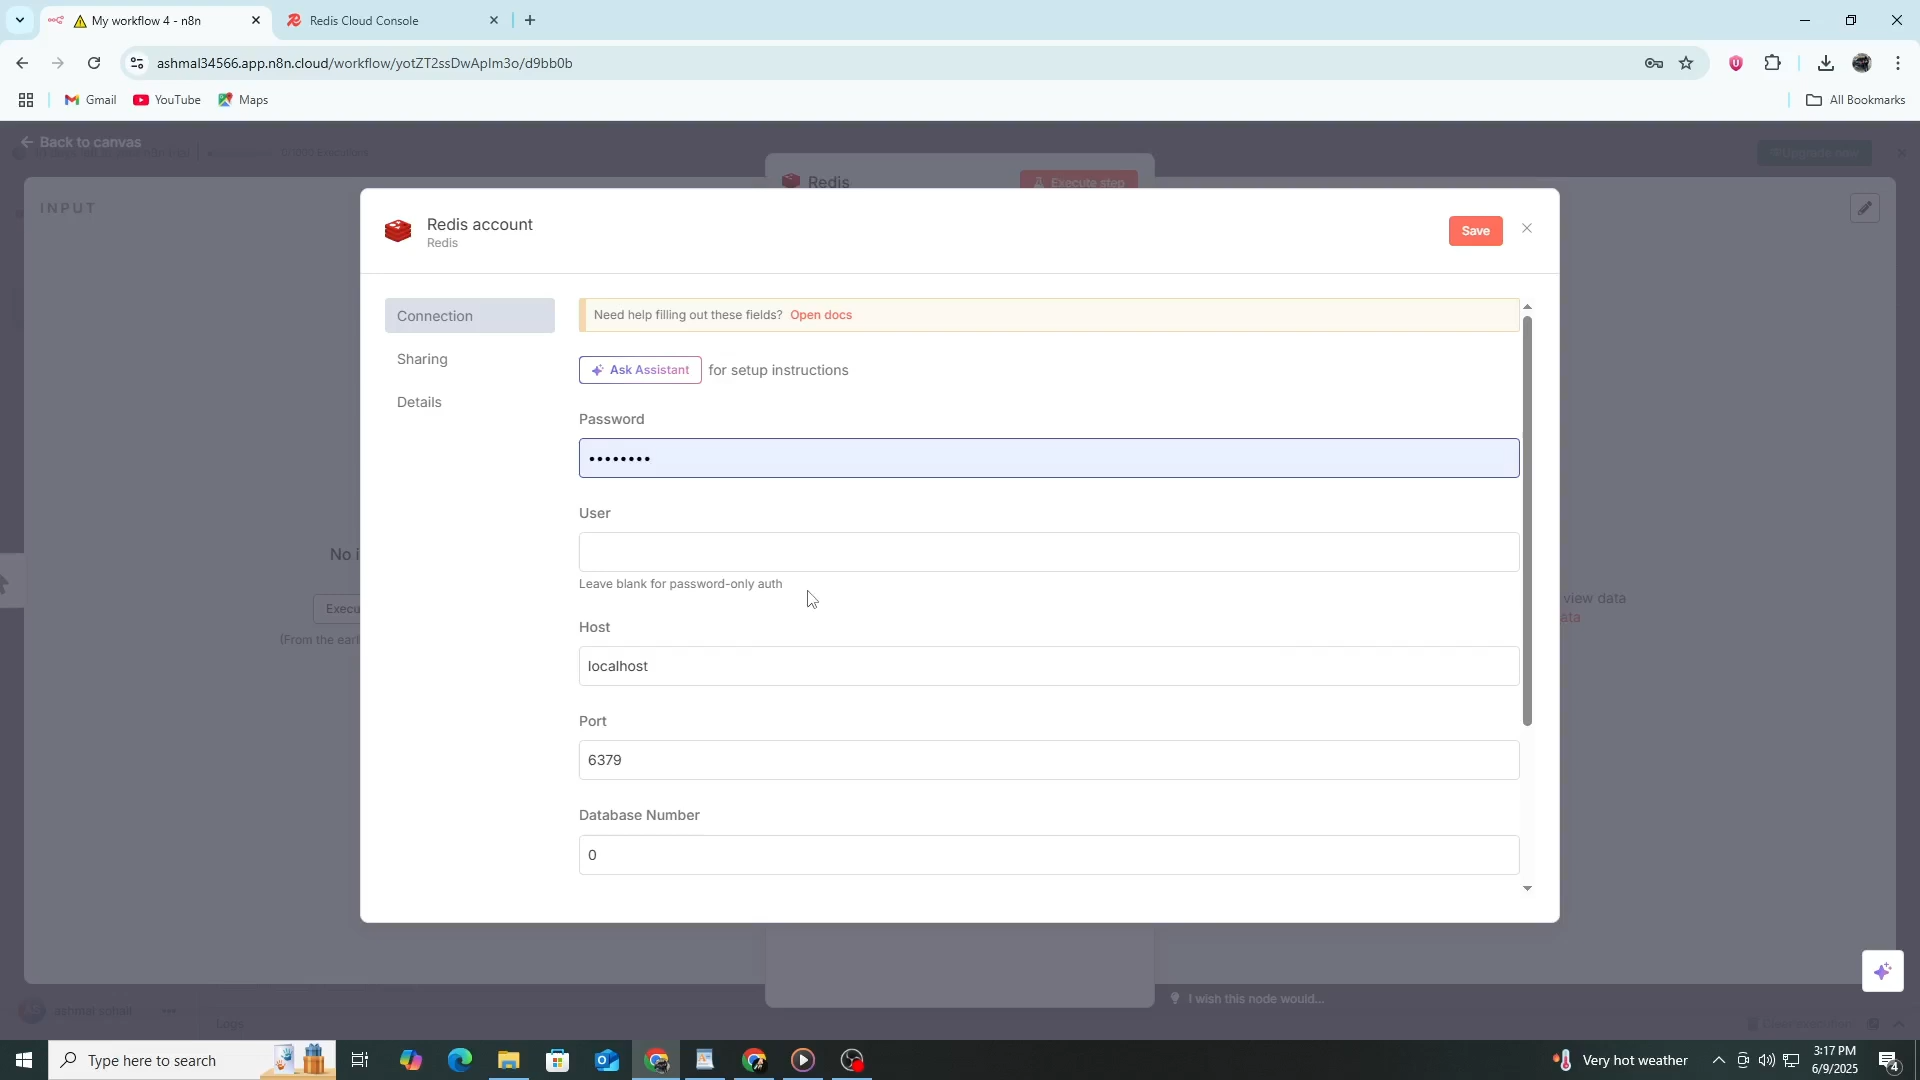 My workflow 4 - n8n
Redis Cloud Console
ashmal34566.app.n8n.cloud/workflow/yotZT2ssDwAplm3o/d9bb0b
Gmail
YouTube
Maps
All Bookmarks
Back to canvas
INPUT
Redis
Execute step
Redis account
Redis
Save
Connection
Sharing
Details
Need help filling out these fields? Open docs
Ask Assistant for setup instructions
Password
••••••••
User
Leave blank for password-only auth
Host
localhost
Port
6379
Database Number
0
No i
Execu
(From the earl
view data
ata
I wish this node would...
ashmal sohail
Logs
Type here to search
Very hot weather
3:17 PM
6/9/2025
4